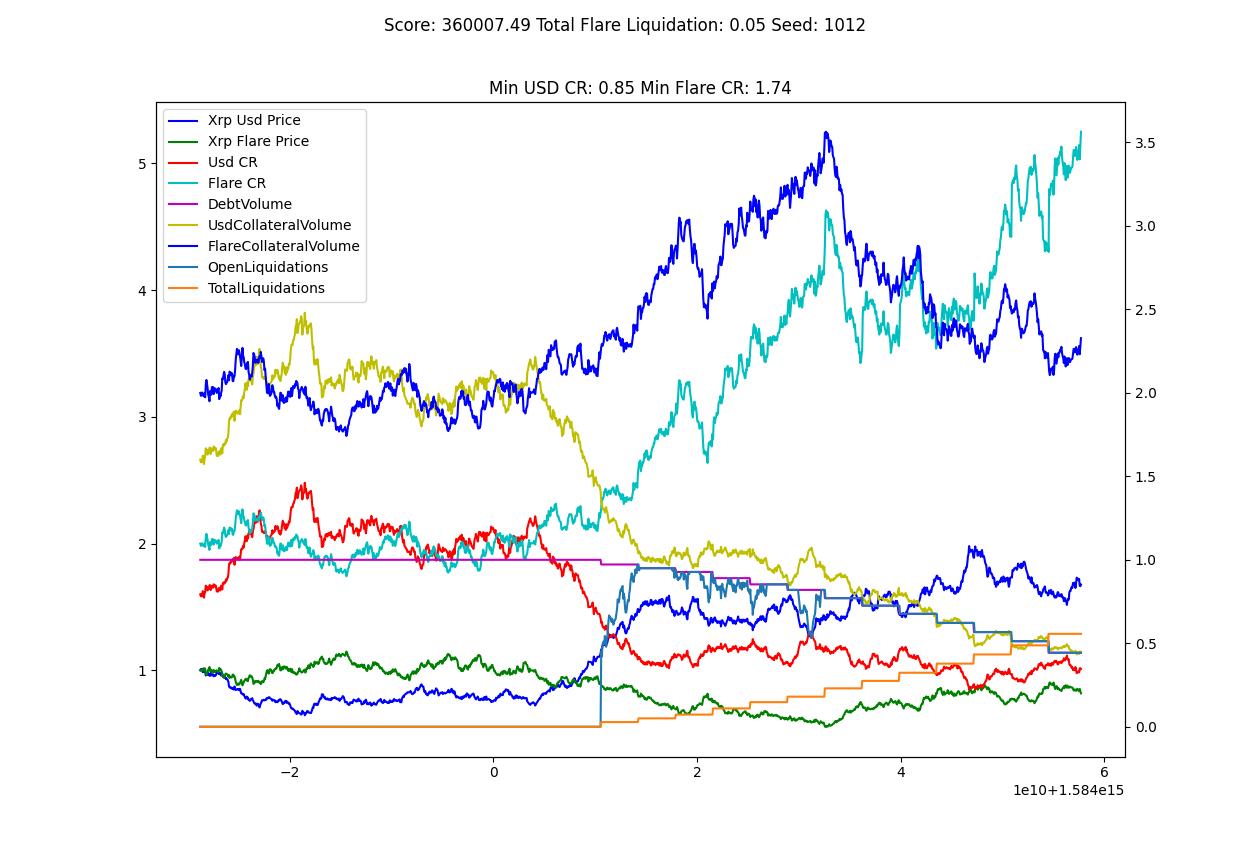 Score: 360007.49 Total Flare Liquidation: 0.05 Seed: 1012
Min USD CR: 0.85 Min Flare CR: 1.74
Xrp Usd Price
Xrp Flare Price
Usd CR
Flare CR
DebtVolume
UsdCollateralVolume
FlareCollateralVolume
OpenLiquidations
TotalLiquidations
5
4
3
2
1
3.5
3.0
2.5
2.0
1.5
1.0
0.5
0.0
−2
0
2
4
6
1e10+1.584e15